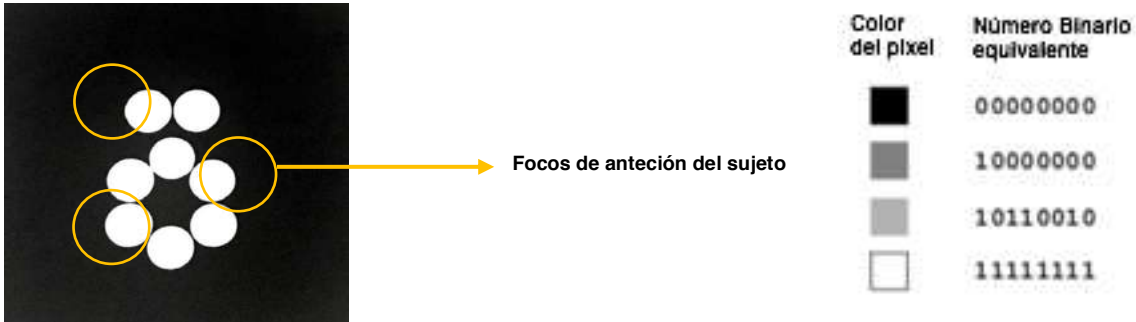 Focos de anteción del sujeto
Color
del pixel
Número Binario
equivalente
00000000
10000000
10110010
11111111